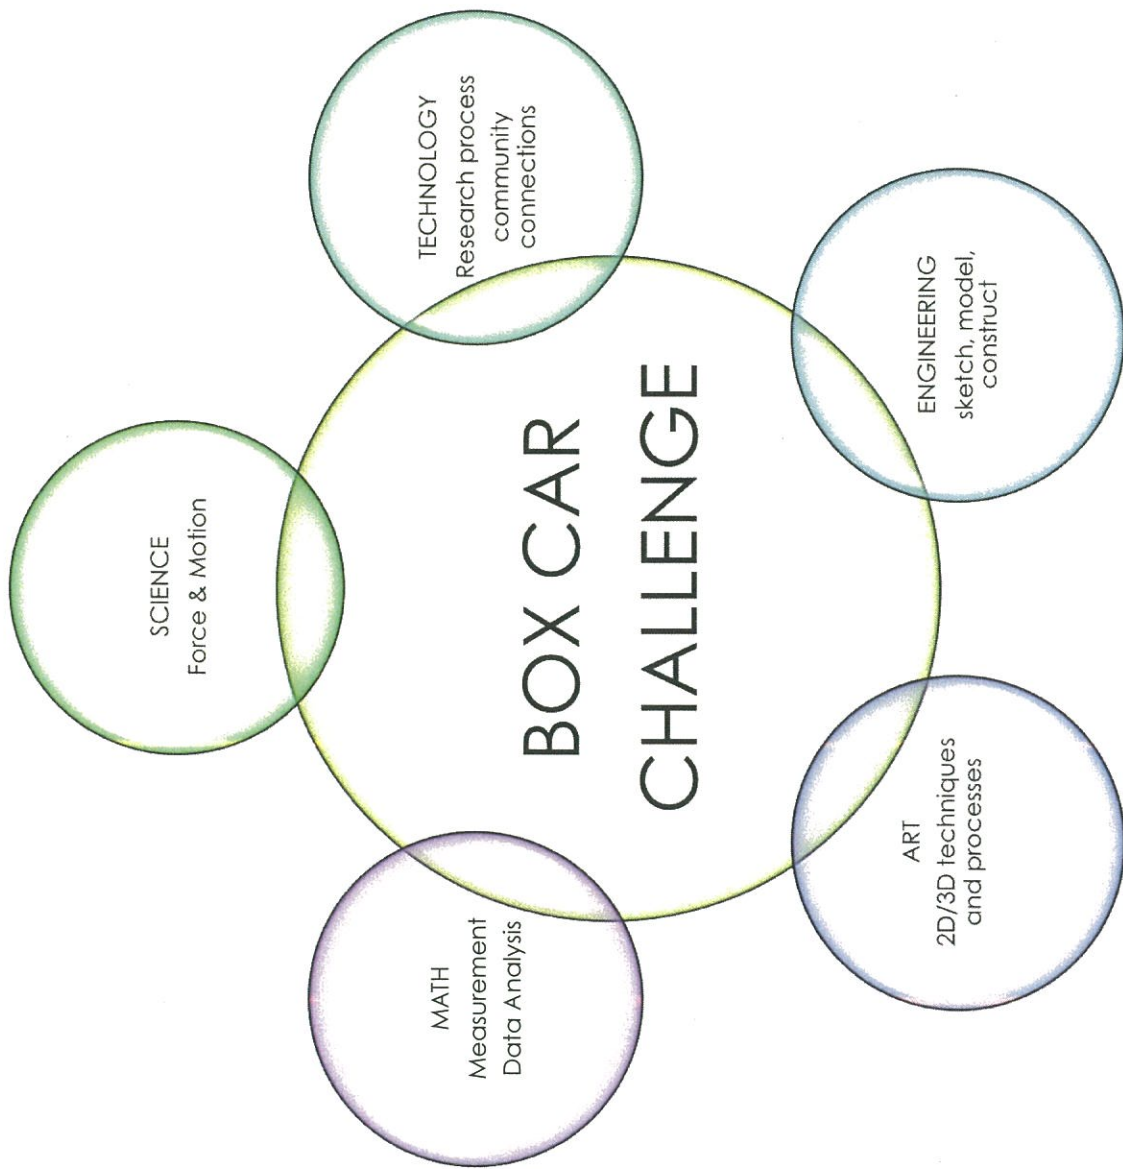 SCIENCE
Force & Motion
TECHNOLOGY
Research process
community
connections
ENGINEERING
sketch, model,
construct
ART
2D/3D techniques
and processes
MATH
Measurement
Data Analysis
BOX CAR
CHALLENGE